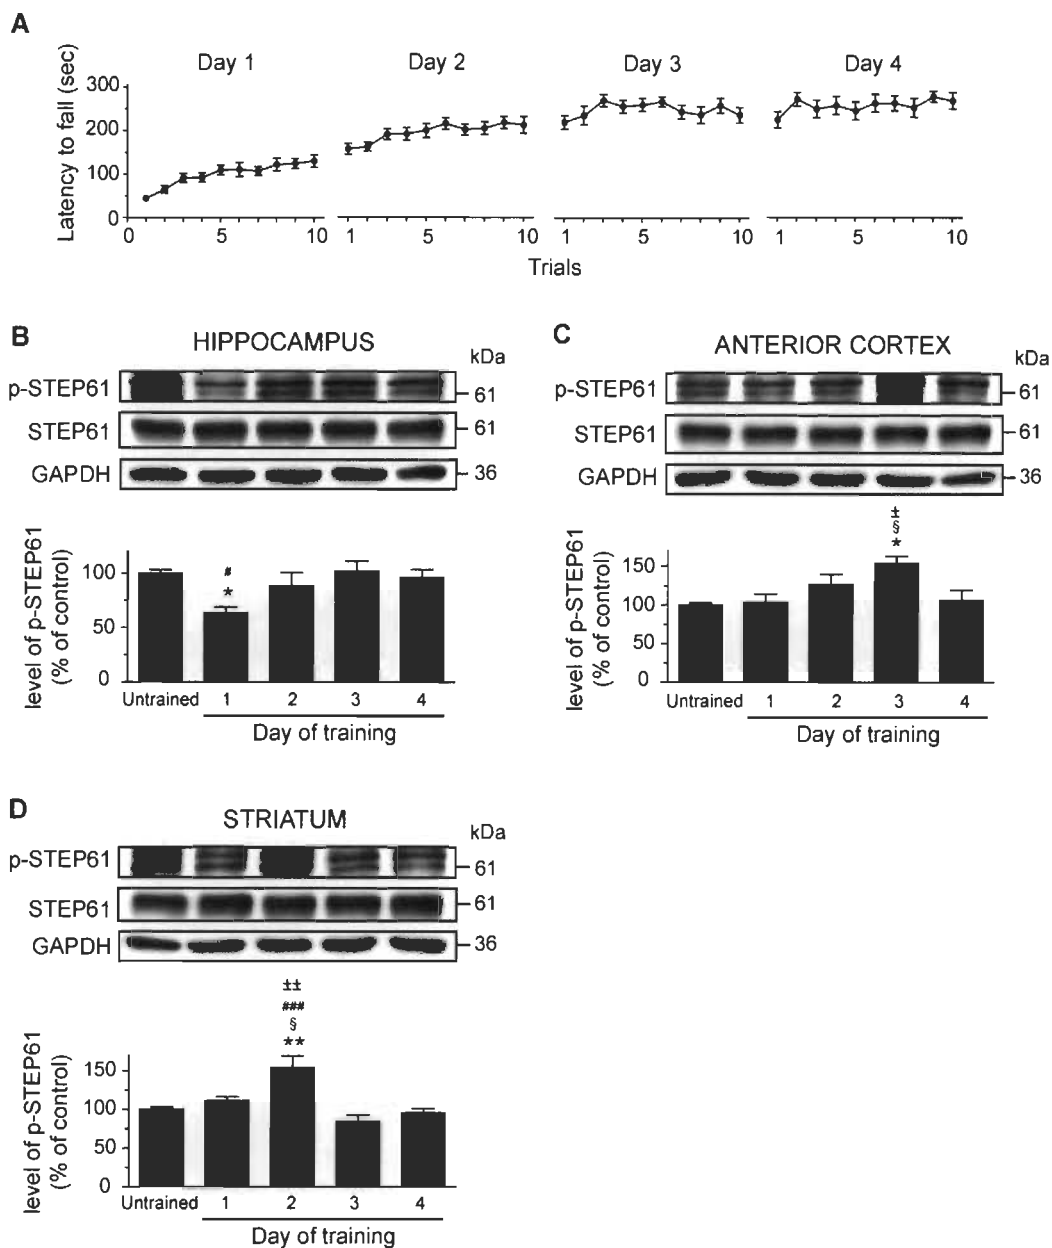 A
Day 1 Day 2 Day 3 Day 4
Latency to fall (sec)
300
200
100
0
0 5 10 1 5 10 1 5 10 1 5 10
Trials
B
HIPPOCAMPUS
kDa
p-STEP61 61
STEP61 61
GAPDH 36
level of p-STEP61
(% of control)
100
50
0
#
*
Untrained 1 2 3 4
Day of training
C
ANTERIOR CORTEX
kDa
p-STEP61 61
STEP61 61
GAPDH 36
level of p-STEP61
(% of control)
150
100
50
0
±
§
*
Untrained 1 2 3 4
Day of training
D
STRIATUM
kDa
p-STEP61 61
STEP61 61
GAPDH 36
level of p-STEP61
(% of control)
150
100
50
0
±±
###
§
**
Untrained 1 2 3 4
Day of training